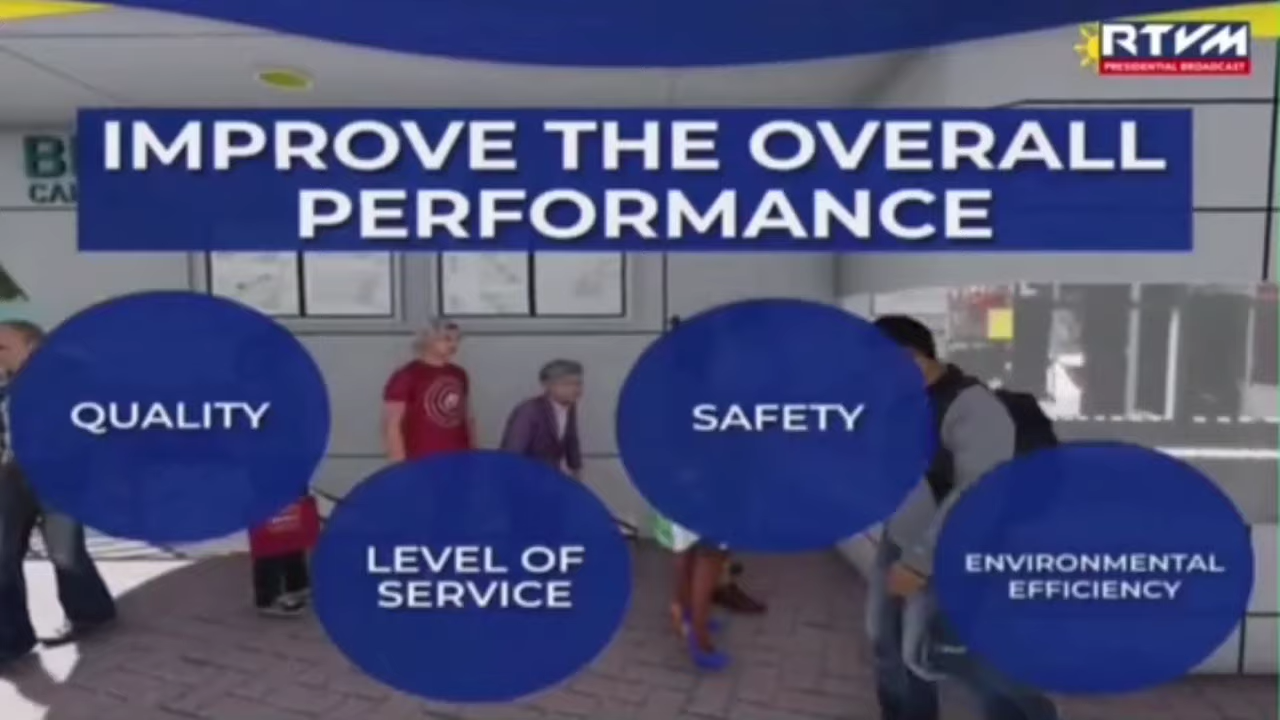 RTVM
PRESIDENTIAL BROADCAST
IMPROVE THE OVERALL
PERFORMANCE
QUALITY
SAFETY
LEVEL OF
SERVICE
ENVIRONMENTAL
EFFICIENCY